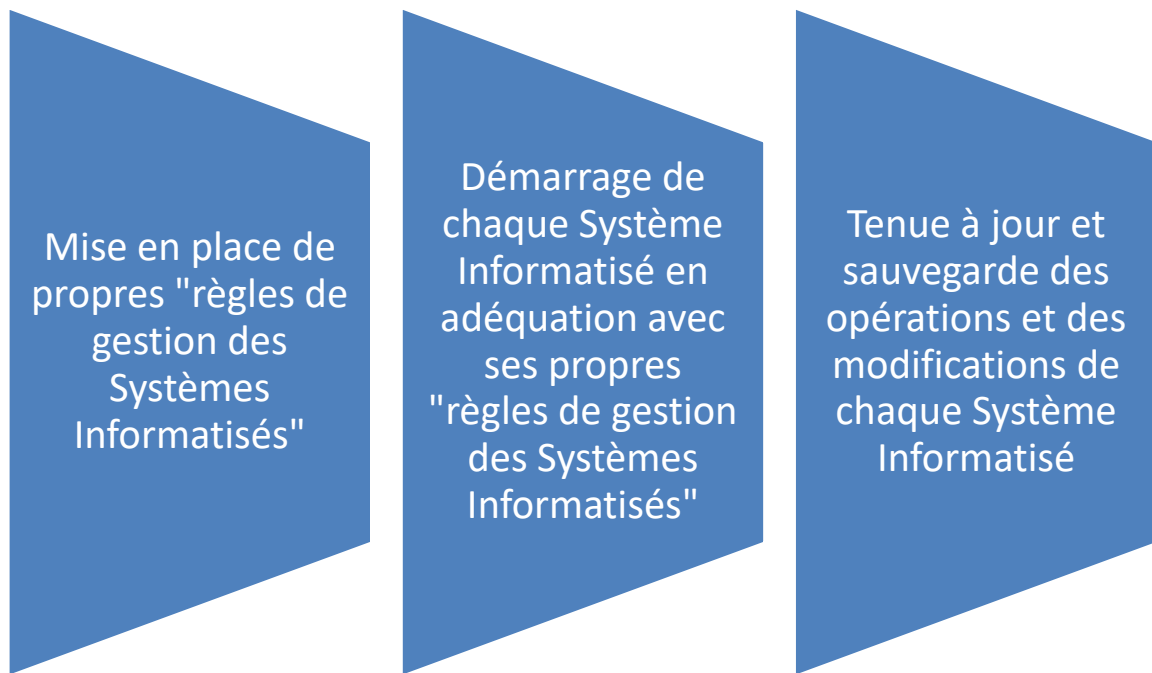 Mise en place de
propres "règles de
gestion des
Systèmes
Informatisés"
Démarrage de
chaque Système
Informatisé en
adéquation avec
ses propres
"règles de gestion
des Systèmes
Informatisés"
Tenue à jour et
sauvegarde des
opérations et des
modifications de
chaque Système
Informatisé